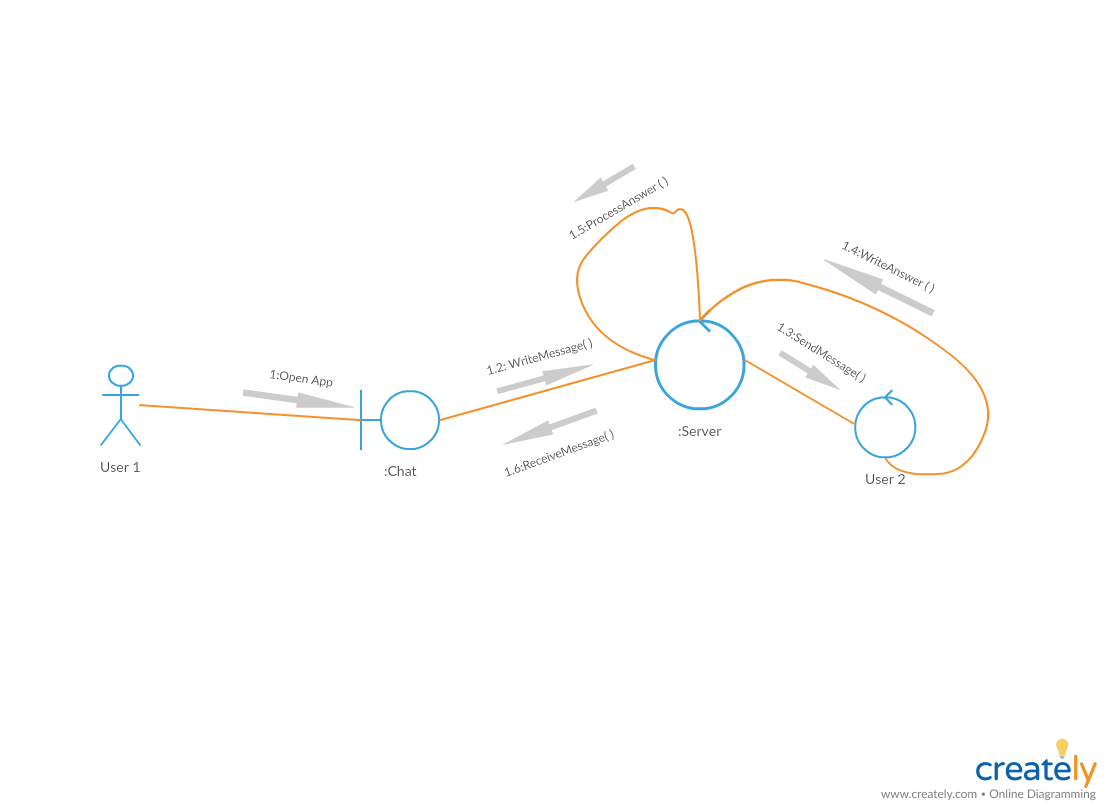 1.5:ProcessAnswer ( )
1.4:WriteAnswer ( )
1.3:SendMessage( )
1.2: WriteMessage( )
1:Open App
1.6:ReceiveMessage( )
:Server
User 1
:Chat
User 2
creately
www.creately.com • Online Diagramming